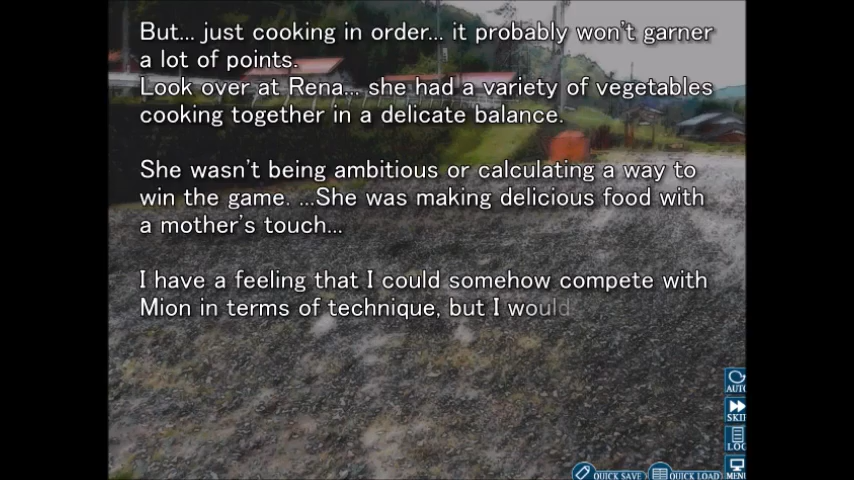 But... just cooking in order... it probably won't garner
a lot of points.
Look over at Rena... she had a variety of vegetables
cooking together in a delicate balance.
She wasn't being ambitious or calculating a way to
win the game. ...She was making delicious food with
a mother's touch...
I have a feeling that I could somehow compete with
Mion in terms of technique, but I would
AUTO
SKIP
LOG
MENU
QUICK SAVE
QUICK LOAD